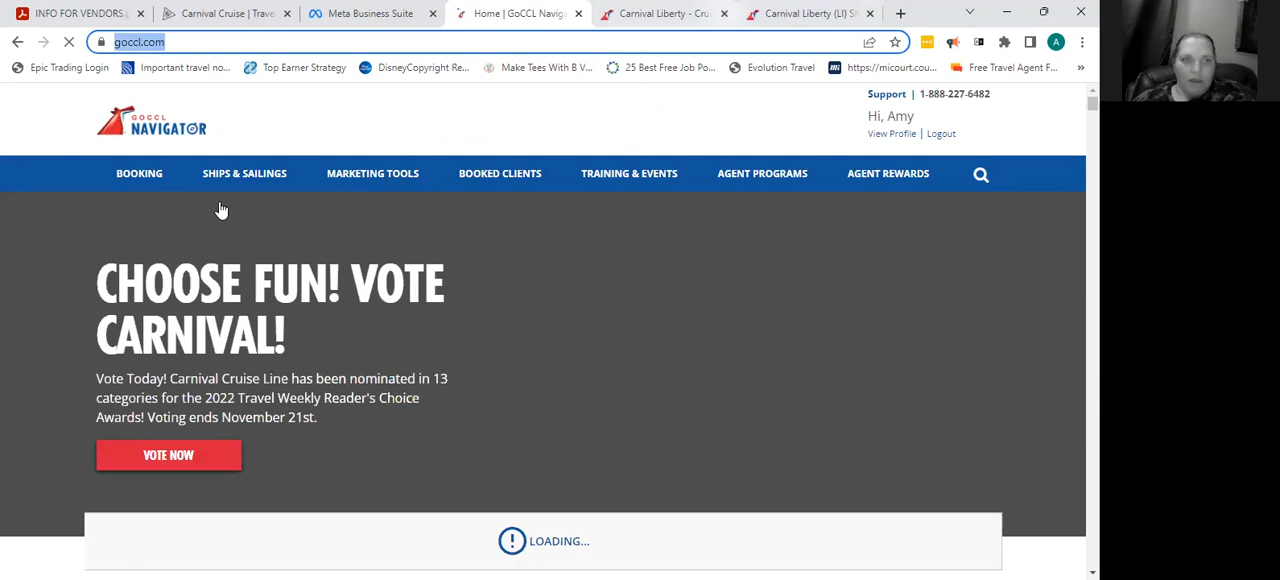 INFO FOR VENDORS.p
Carnival Cruise | Trave
Meta Business Suite
Home | GoCCL Naviga
Carnival Liberty - Crui
Carnival Liberty (LI) Sh
goccl.com
A
Epic Trading Login
Important travel no...
Top Earner Strategy
DisneyCopyright Re...
Make Tees With B V...
25 Best Free Job Po...
Evolution Travel
https://micourt.cou...
Free Travel Agent F...
Support | 1-888-227-6482
GOCCL
NAVIGATOR
Hi, Amy
View Profile | Logout
BOOKING SHIPS & SAILINGS MARKETING TOOLS BOOKED CLIENTS TRAINING & EVENTS AGENT PROGRAMS AGENT REWARDS
CHOOSE FUN! VOTE
CARNIVAL!
Vote Today! Carnival Cruise Line has been nominated in 13
categories for the 2022 Travel Weekly Reader's Choice
Awards! Voting ends November 21st.
VOTE NOW
LOADING...